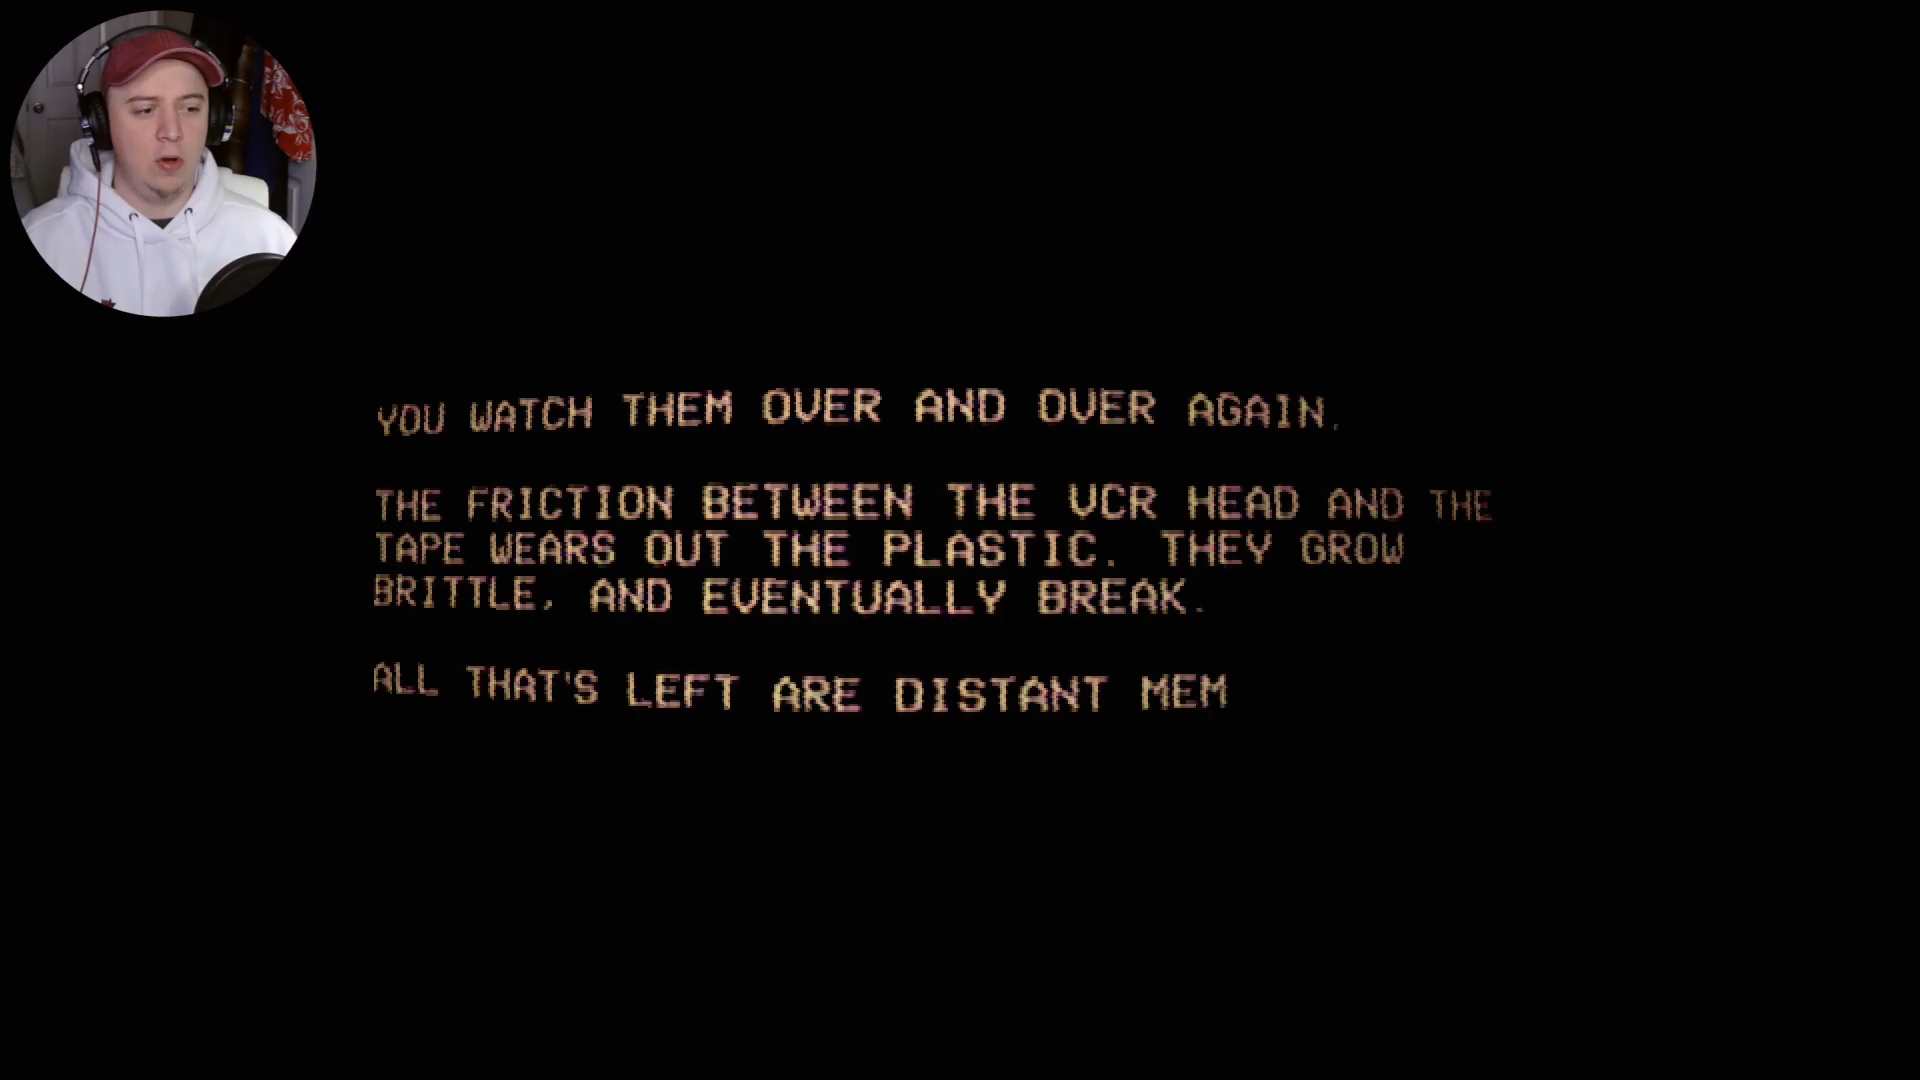 YOU WATCH THEM OVER AND OVER AGAIN.
THE FRICTION BETWEEN THE VCR HEAD AND THE
TAPE WEARS OUT THE PLASTIC. THEY GROW
BRITTLE, AND EVENTUALLY BREAK.
ALL THAT'S LEFT ARE DISTANT MEM